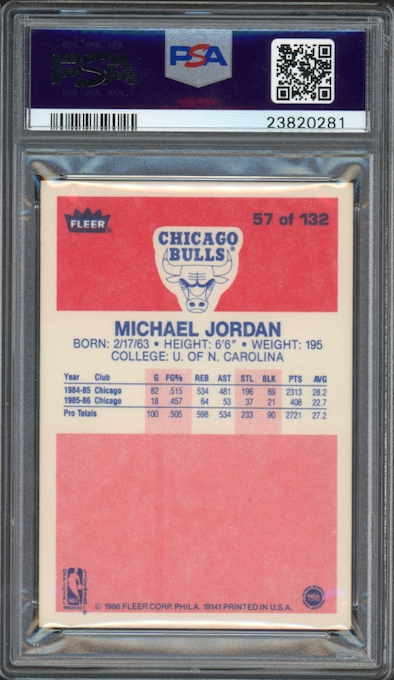 PSA
PSA
23820281
FLEER
57 of 132
CHICAGO
BULLS
MICHAEL JORDAN
BORN: 2/17/63 • HEIGHT: 6'6" • WEIGHT: 195
COLLEGE: U. OF N. CAROLINA
Year Club G FG% REB AST STL BLK PTS AVG
1984-85 Chicago 82 .515 534 481 196 69 2313 28.2
1985-86 Chicago 18 .457 64 53 37 21 408 22.7
Pro Totals 100 .505 598 534 233 90 2721 27.2
NBA
© 1986 FLEER CORP. PHILA. 19141 PRINTED IN U.S.A.